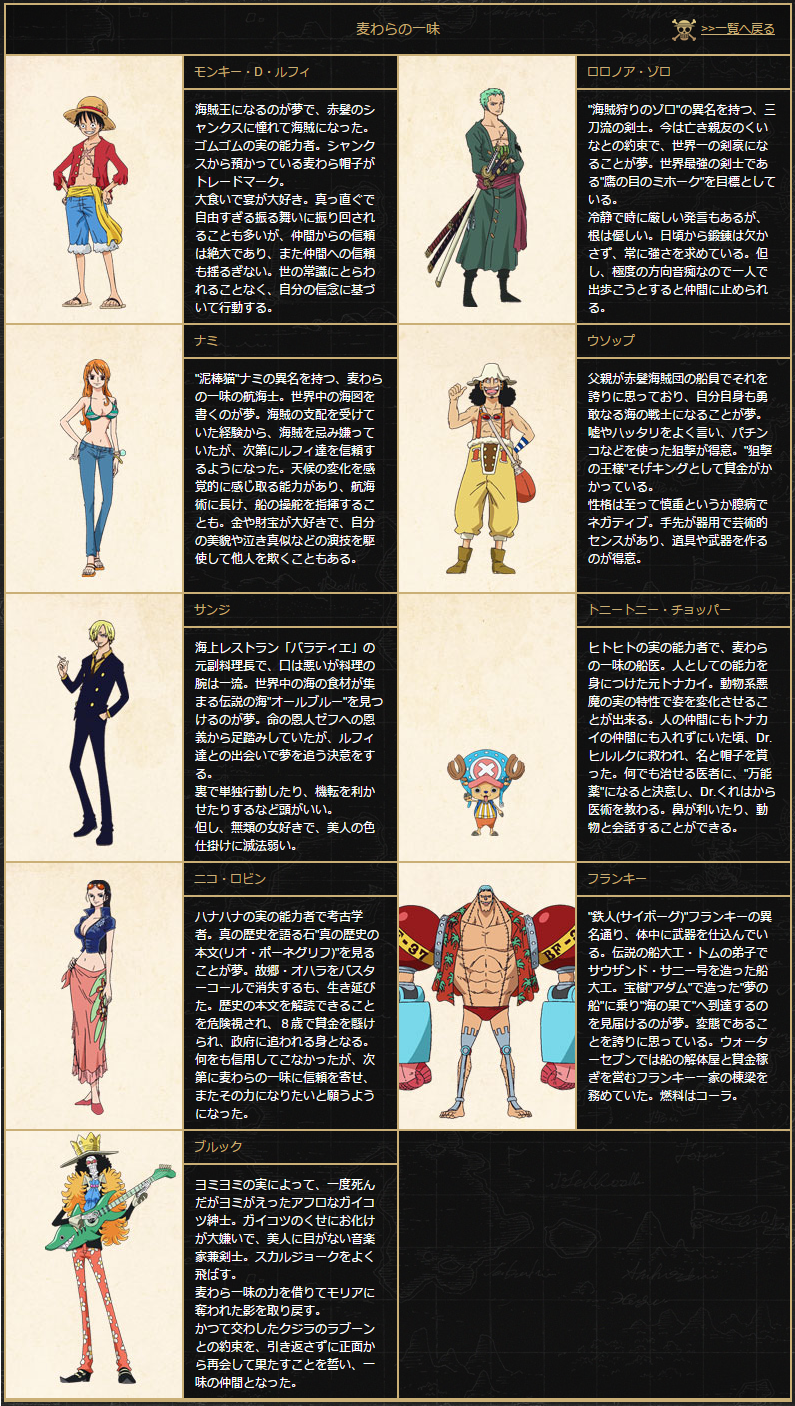 麦わらの一味
>>一覧へ戻る
モンキー・D・ルフィ
海賊王になるのが夢で、赤髪のシ
ャンクスに憧れて海賊になった。
ゴムゴムの実の能力者。シャンク
スから預かっている麦わら帽子が
トレードマーク。
大食いで宴が大好き。真っ直ぐで
自由すぎる振る舞いに振り回され
ることも多いが、仲間からの信頼
は絶大であり、また仲間への信頼
も揺るぎない。世の常識にとらわ
れることなく、自分の信念に基づ
いて行動する。
ロロノア・ゾロ
"海賊狩りのゾロ"の異名を持つ、三
刀流の剣士。今は亡き親友のくい
なとの約束で、世界一の剣豪にな
ることが夢。世界最強の剣士であ
る"鷹の目のミホーク"を目標として
いる。
冷静で時に厳しい発言もあるが、
根は優しい。日頃から鍛錬は欠か
さず、常に強さを求めている。但
し、極度の方向音痴なので一人で
出歩こうとすると仲間に止められ
る。
ナミ
"泥棒猫"ナミの異名を持つ、麦わら
の一味の航海士。世界中の海図を
書くのが夢。海賊の支配を受けて
いた経験から、海賊を忌み嫌って
いたが、次第にルフィ達を信頼す
るようになった。天候の変化を感
覚的に感じ取る能力があり、航海
術に長け、船の操舵を指揮するこ
とも。金や財宝が大好きで、自分
の美貌や泣き真似などの演技を駆
使して他人を欺くこともある。
ウソップ
父親が赤髪海賊団の船員でそれを
誇りに思っており、自分自身も勇
敢なる海の戦士になることが夢。
嘘やハッタリをよく言い、パチン
コなどを使った狙撃が得意。"狙撃
の王様"そげキングとして賞金がか
かっている。
性格は至って慎重というか臆病で
ネガティブ。手先が器用で芸術的
センスがあり、道具や武器を作る
のが得意。
サンジ
海上レストラン「バラティエ」の
元副料理長で、口は悪いが料理の
腕は一流。世界中の海の食材が集
まる伝説の海"オールブルー"を見つ
けるのが夢。命の恩人ゼフへの恩
義から足踏みしていたが、ルフィ
達との出会いで夢を追う決意をす
る。
裏で単独行動したり、機転を利か
せたりするなど頭がいい。
但し、無類の女好きで、美人の色
仕掛けに滅法弱い。
トニートニー・チョッパー
ヒトヒトの実の能力者で、麦わら
の一味の船医。人としての能力を
身につけた元トナカイ。動物系悪
魔の実の特性で姿を変化させるこ
とが出来る。人の仲間にもトナカ
イの仲間にも入れずにいた頃、Dr.
ヒルルクに救われ、名と帽子を貰
った。何でも治せる医者に、"万能
薬"になると決意し、Dr.くれはから
医術を教わる。鼻が利いたり、動
物と会話することができる。
ニコ・ロビン
ハナハナの実の能力者で考古学
者。真の歴史を語る石"真の歴史の
本文(リオ・ポーネグリフ)"を見る
ことが夢。故郷・オハラをバスタ
ーコールで消失するも、生き延び
た。歴史の本文を解読できること
を危険視され、８歳で賞金を懸け
られ、政府に追われる身となる。
何をも信用してこなかったが、次
第に麦わらの一味に信頼を寄せ、
またその力になりたいと願うよう
になった。
フランキー
"鉄人(サイボーグ)"フランキーの異
名通り、体中に武器を仕込んでい
る。伝説の船大工・トムの弟子で
サウザンド・サニー号を造った船
大工。宝樹"アダム"で造った"夢の
船"に乗り"海の果て"へ到達するの
を見届けるのが夢。変態であるこ
とを誇りに思っている。ウォータ
ーセブンでは船の解体屋と賞金稼
ぎを営むフランキー一家の棟梁を
務めていた。燃料はコーラ。
BF-37
BF-
ブルック
ヨミヨミの実によって、一度死ん
だがヨミがえったアフロなガイコ
ツ紳士。ガイコツのくせにお化け
が大嫌いで、美人に目がない音楽
家兼剣士。スカルジョークをよく
飛ばす。
麦わら一味の力を借りてモリアに
奪われた影を取り戻す。
かつて交わしたクジラのラブーン
との約束を、引き返さずに正面か
ら再会して果たすことを誓い、一
味の仲間となった。